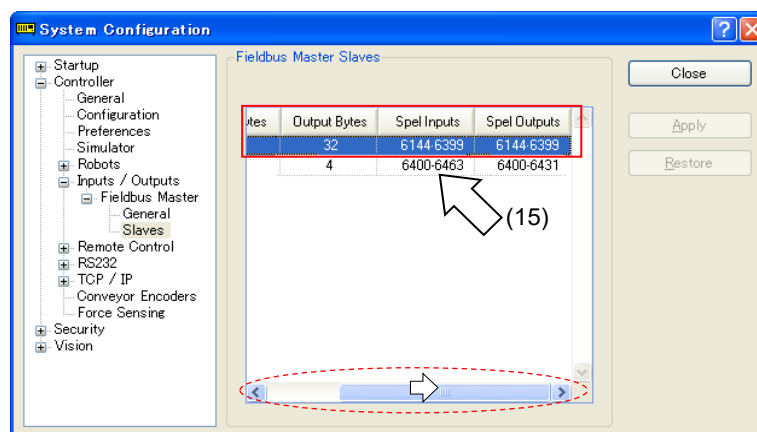 System Configuration
Startup
Controller
General
Configuration
Preferences
Simulator
Robots
Inputs / Outputs
Fieldbus Master
General
Slaves
Remote Control
RS232
TCP / IP
Conveyor Encoders
Force Sensing
Security
Vision
Fieldbus Master Slaves
tes Output Bytes Spel Inputs Spel Outputs
32 6144-6399 6144-6399
4 6400-6463 6400-6431
(15)
Close
Apply
Restore